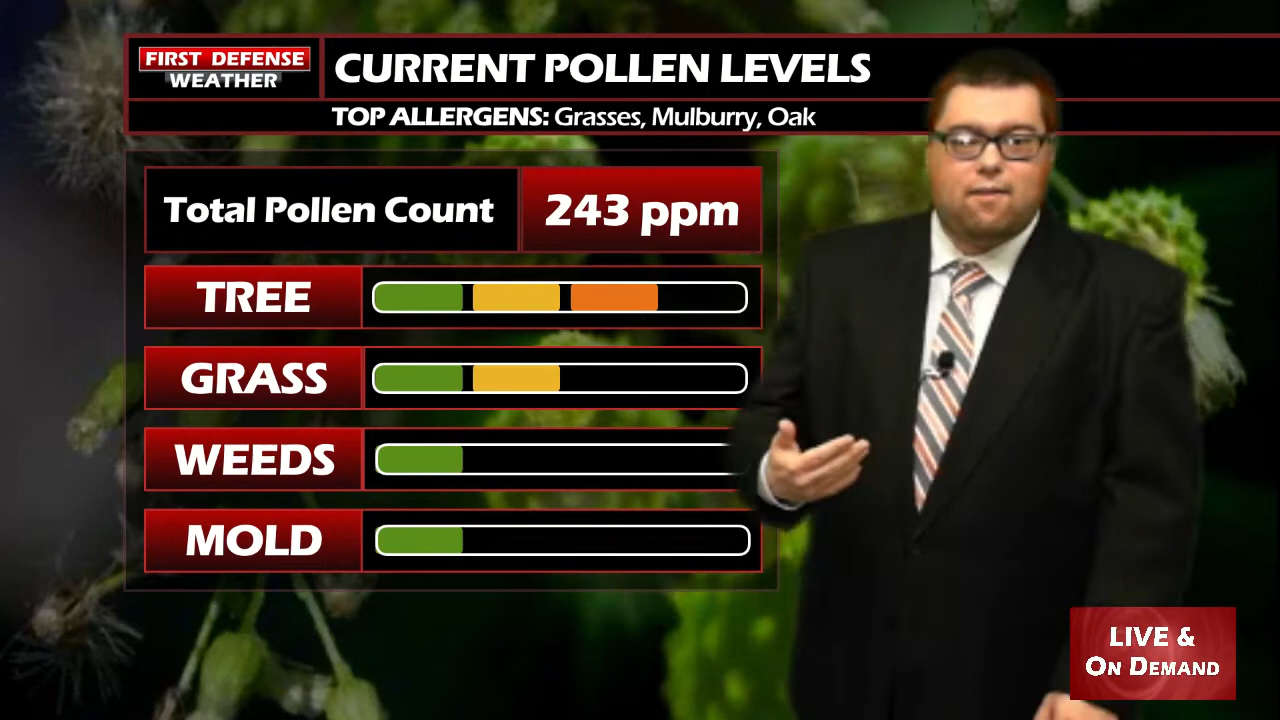 FIRST DEFENSE
WEATHER
CURRENT POLLEN LEVELS
TOP ALLERGENS: Grasses, Mulburry, Oak
Total Pollen Count
243 ppm
TREE
GRASS
WEEDS
MOLD
LIVE &
ON DEMAND